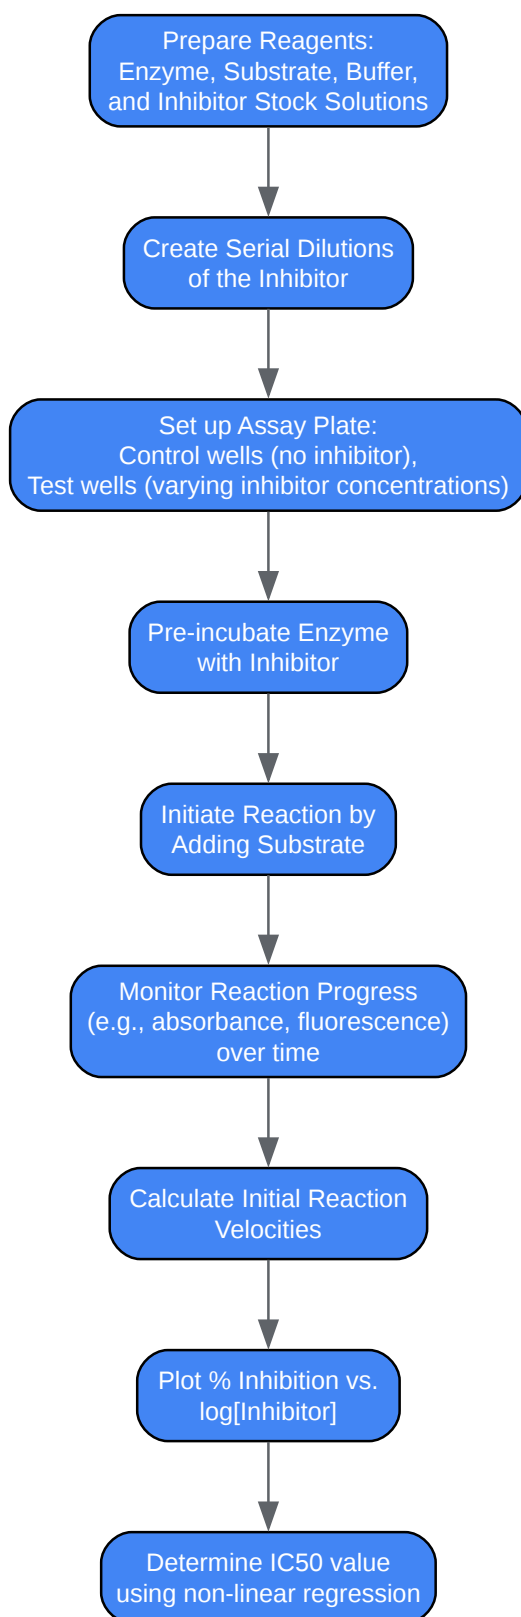 Prepare Reagents:
Enzyme, Substrate, Buffer,
and Inhibitor Stock Solutions
Create Serial Dilutions
of the Inhibitor
Set up Assay Plate:
Control wells (no inhibitor),
Test wells (varying inhibitor concentrations)
Pre-incubate Enzyme
with Inhibitor
Initiate Reaction by
Adding Substrate
Monitor Reaction Progress
(e.g., absorbance, fluorescence)
over time
Calculate Initial Reaction
Velocities
Plot % Inhibition vs.
log[Inhibitor]
Determine IC50 value
using non-linear regression